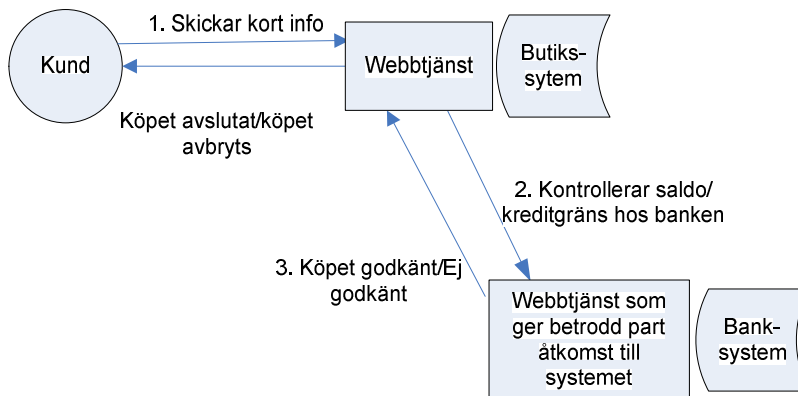 1. Skickar kort info
Kund
Webbtjänst
Butiks-
sytem
Köpet avslutat/köpet
avbryts
2. Kontrollerar saldo/
kreditgräns hos banken
3. Köpet godkänt/Ej
godkänt
Webbtjänst som
ger betrodd part
åtkomst till
systemet
Bank-
system